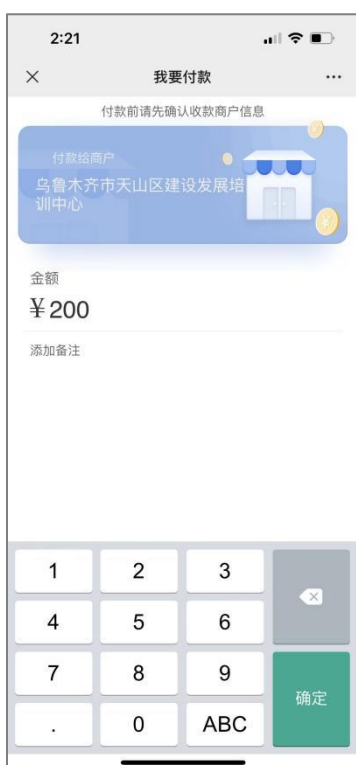 2:21
我要付款
付款前请先确认收款商户信息
付款给商户
乌鲁木齐市天山区建设发展培
训中心
金额
¥200
添加备注
1 2 3
4 5 6
7 8 9
确定
. 0 ABC